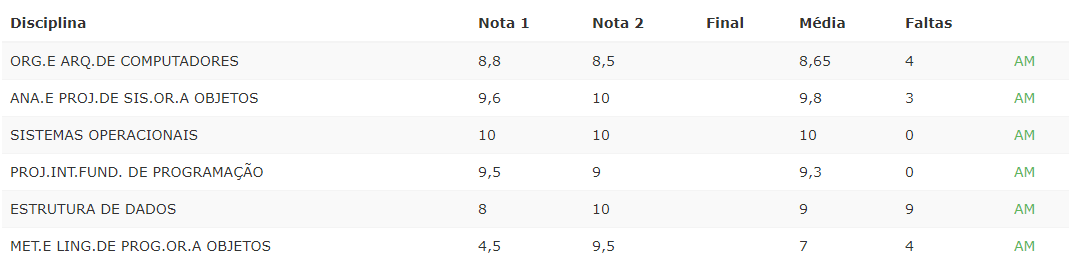 Disciplina Nota 1 Nota 2 Final Média Faltas
ORG.E ARQ.DE COMPUTADORES 8,8 8,5 8,65 4 AM
ANA.E PROJ.DE SIS.OR.A OBJETOS 9,6 10 9,8 3 AM
SISTEMAS OPERACIONAIS 10 10 10 0 AM
PROJ.INT.FUND. DE PROGRAMAÇÃO 9,5 9 9,3 0 AM
ESTRUTURA DE DADOS 8 10 9 9 AM
MET.E LING.DE PROG.OR.A OBJETOS 4,5 9,5 7 4 AM